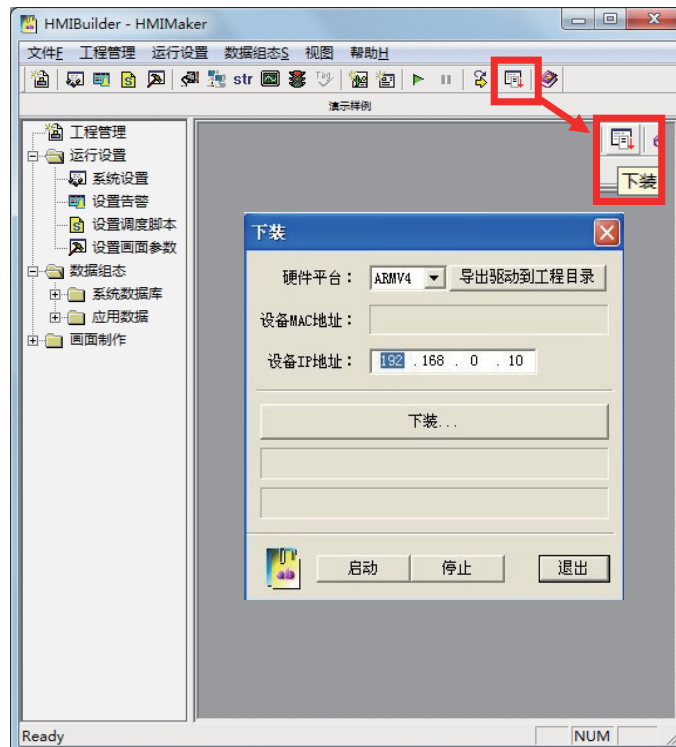 HMIBuilder - HMIMaker
文件F 工程管理 运行设置 数据组态S 视图 帮助H
str Tag
演示样例
下装
工程管理
运行设置
系统设置
设置告警
设置调度脚本
设置画面参数
数据组态
系统数据库
应用数据
画面制作
下装
硬件平台： ARMV4 导出驱动到工程目录
设备MAC地址：
设备IP地址： 192 . 168 . 0 . 10
下装...
ab
启动 停止 退出
Ready NUM